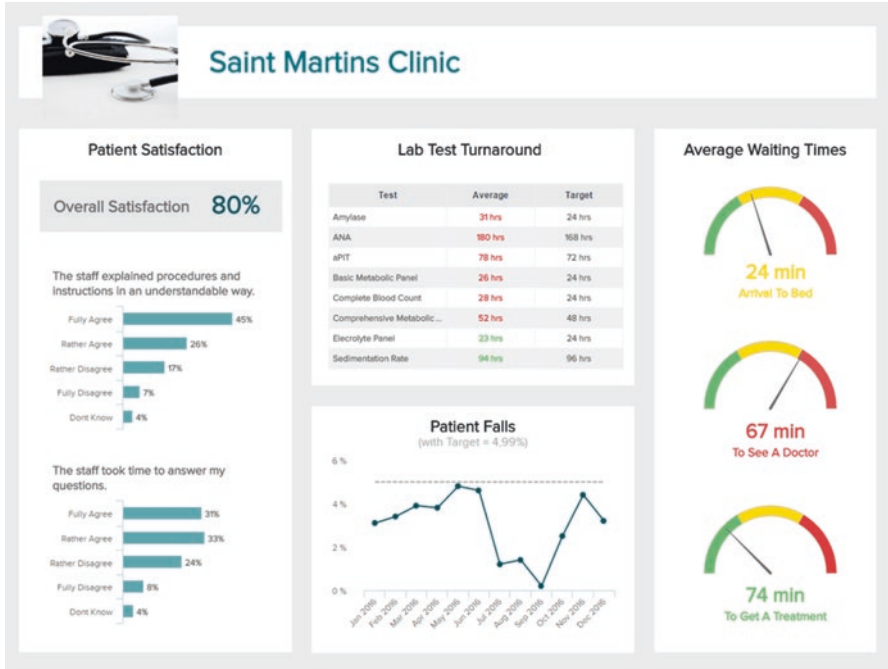 Saint Martins Clinic
Patient Satisfaction
Overall Satisfaction 80%
The staff explained procedures and
instructions in an understandable way.
Fully Agree 45%
Rather Agree 26%
Rather Disagree 17%
Fully Disagree 7%
Dont Know 4%
The staff took time to answer my
questions.
Fully Agree 31%
Rather Agree 33%
Rather Disagree 24%
Fully Disagree 8%
Dont Know 4%
Lab Test Turnaround
Test Average Target
Amylase 31 hrs 24 hrs
ANA 180 hrs 168 hrs
aPIT 78 hrs 72 hrs
Basic Metabolic Panel 26 hrs 24 hrs
Complete Blood Count 28 hrs 24 hrs
Comprehensive Metabolic ... 52 hrs 48 hrs
Elecrolyte Panel 23 hrs 24 hrs
Sedimentation Rate 94 hrs 96 hrs
Patient Falls
(with Target = 4,99%)
6 %
4 %
2 %
0 %
Jan 2016 Feb 2016 Mar 2016 Apr 2016 May 2016 Jun 2016 Jul 2016 Aug 2016 Sep 2016 Oct 2016 Nov 2016 Dec 2016
Average Waiting Times
24 min
Arrival To Bed
67 min
To See A Doctor
74 min
To Get A Treatment